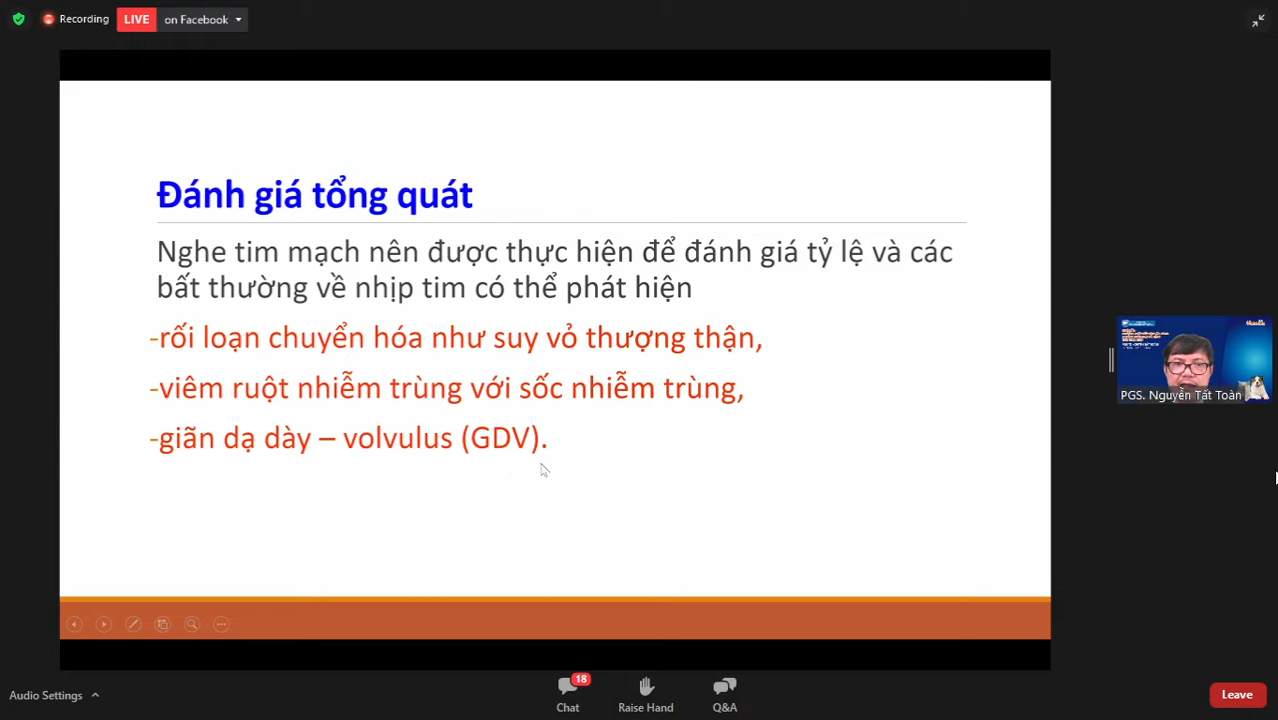 Recording LIVE on Facebook
Đánh giá tổng quát
Nghe tim mạch nên được thực hiện để đánh giá tỷ lệ và các
bất thường về nhịp tim có thể phát hiện
-rối loạn chuyển hóa như suy vỏ thượng thận,
-viêm ruột nhiễm trùng với sốc nhiễm trùng,
-giãn dạ dày – volvulus (GDV).
PGS. Nguyễn Tất Toàn
Audio Settings
18
Chat
Raise Hand
Q&A
Leave